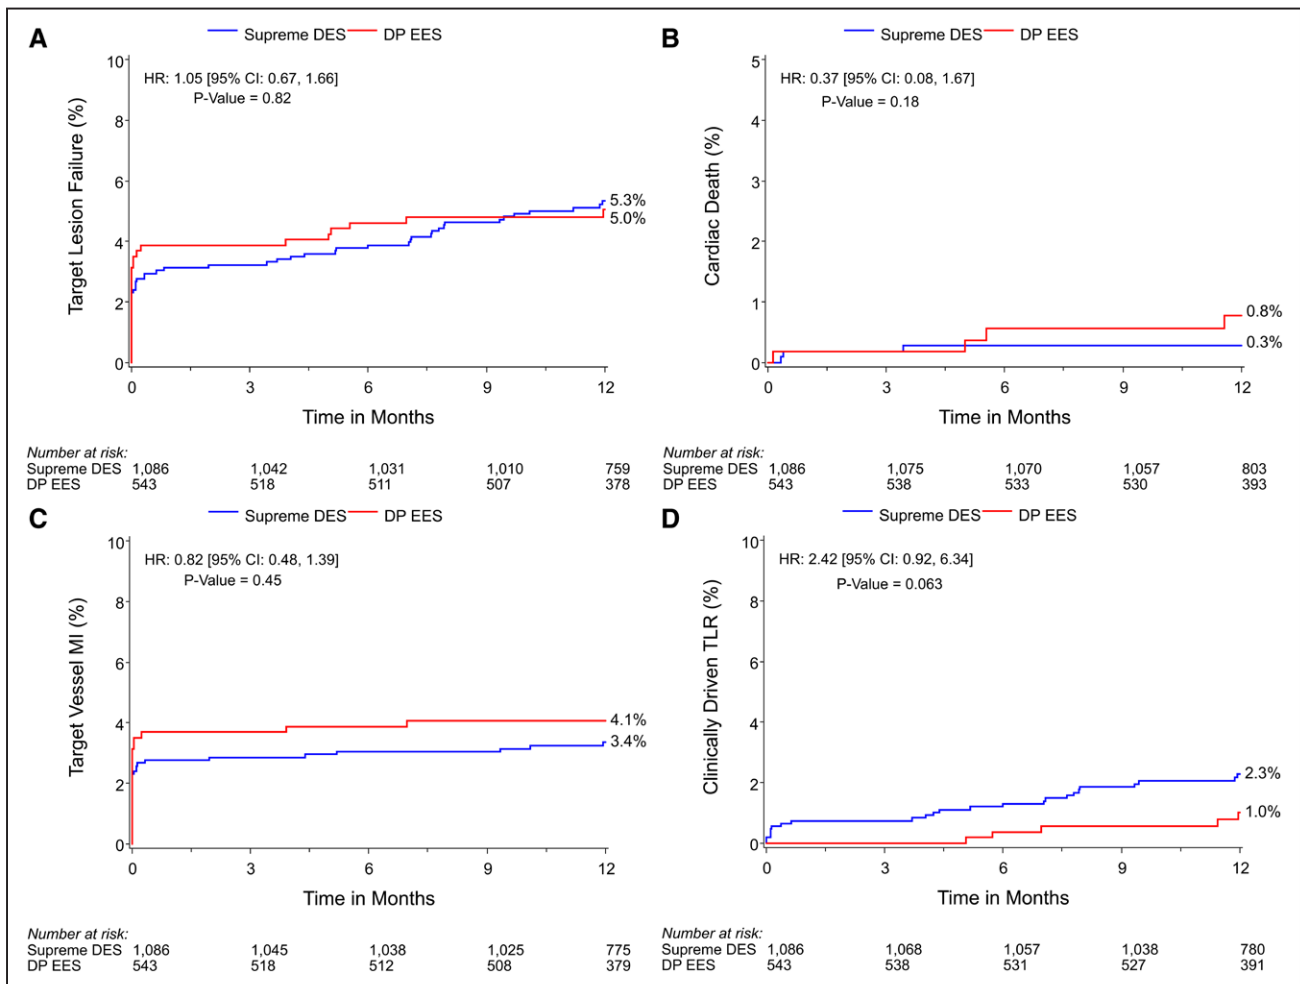 A
Supreme DES DP EES
10
8
6
4
2
0
Target Lesion Failure (%)
HR: 1.05 [95% CI: 0.67, 1.66]
P-Value = 0.82
5.3%
5.0%
0 3 6 9 12
Time in Months
Number at risk:
Supreme DES 1,086 1,042 1,031 1,010 759
DP EES 543 518 511 507 378
B
Supreme DES DP EES
5
4
3
2
1
0
Cardiac Death (%)
HR: 0.37 [95% CI: 0.08, 1.67]
P-Value = 0.18
0.8%
0.3%
0 3 6 9 12
Time in Months
Number at risk:
Supreme DES 1,086 1,075 1,070 1,057 803
DP EES 543 538 533 530 393
C
Supreme DES DP EES
10
8
6
4
2
0
Target Vessel MI (%)
HR: 0.82 [95% CI: 0.48, 1.39]
P-Value = 0.45
4.1%
3.4%
0 3 6 9 12
Time in Months
Number at risk:
Supreme DES 1,086 1,045 1,038 1,025 775
DP EES 543 518 512 508 379
D
Supreme DES DP EES
10
8
6
4
2
0
Clinically Driven TLR (%)
HR: 2.42 [95% CI: 0.92, 6.34]
P-Value = 0.063
2.3%
1.0%
0 3 6 9 12
Time in Months
Number at risk:
Supreme DES 1,086 1,068 1,057 1,038 780
DP EES 543 538 531 527 391